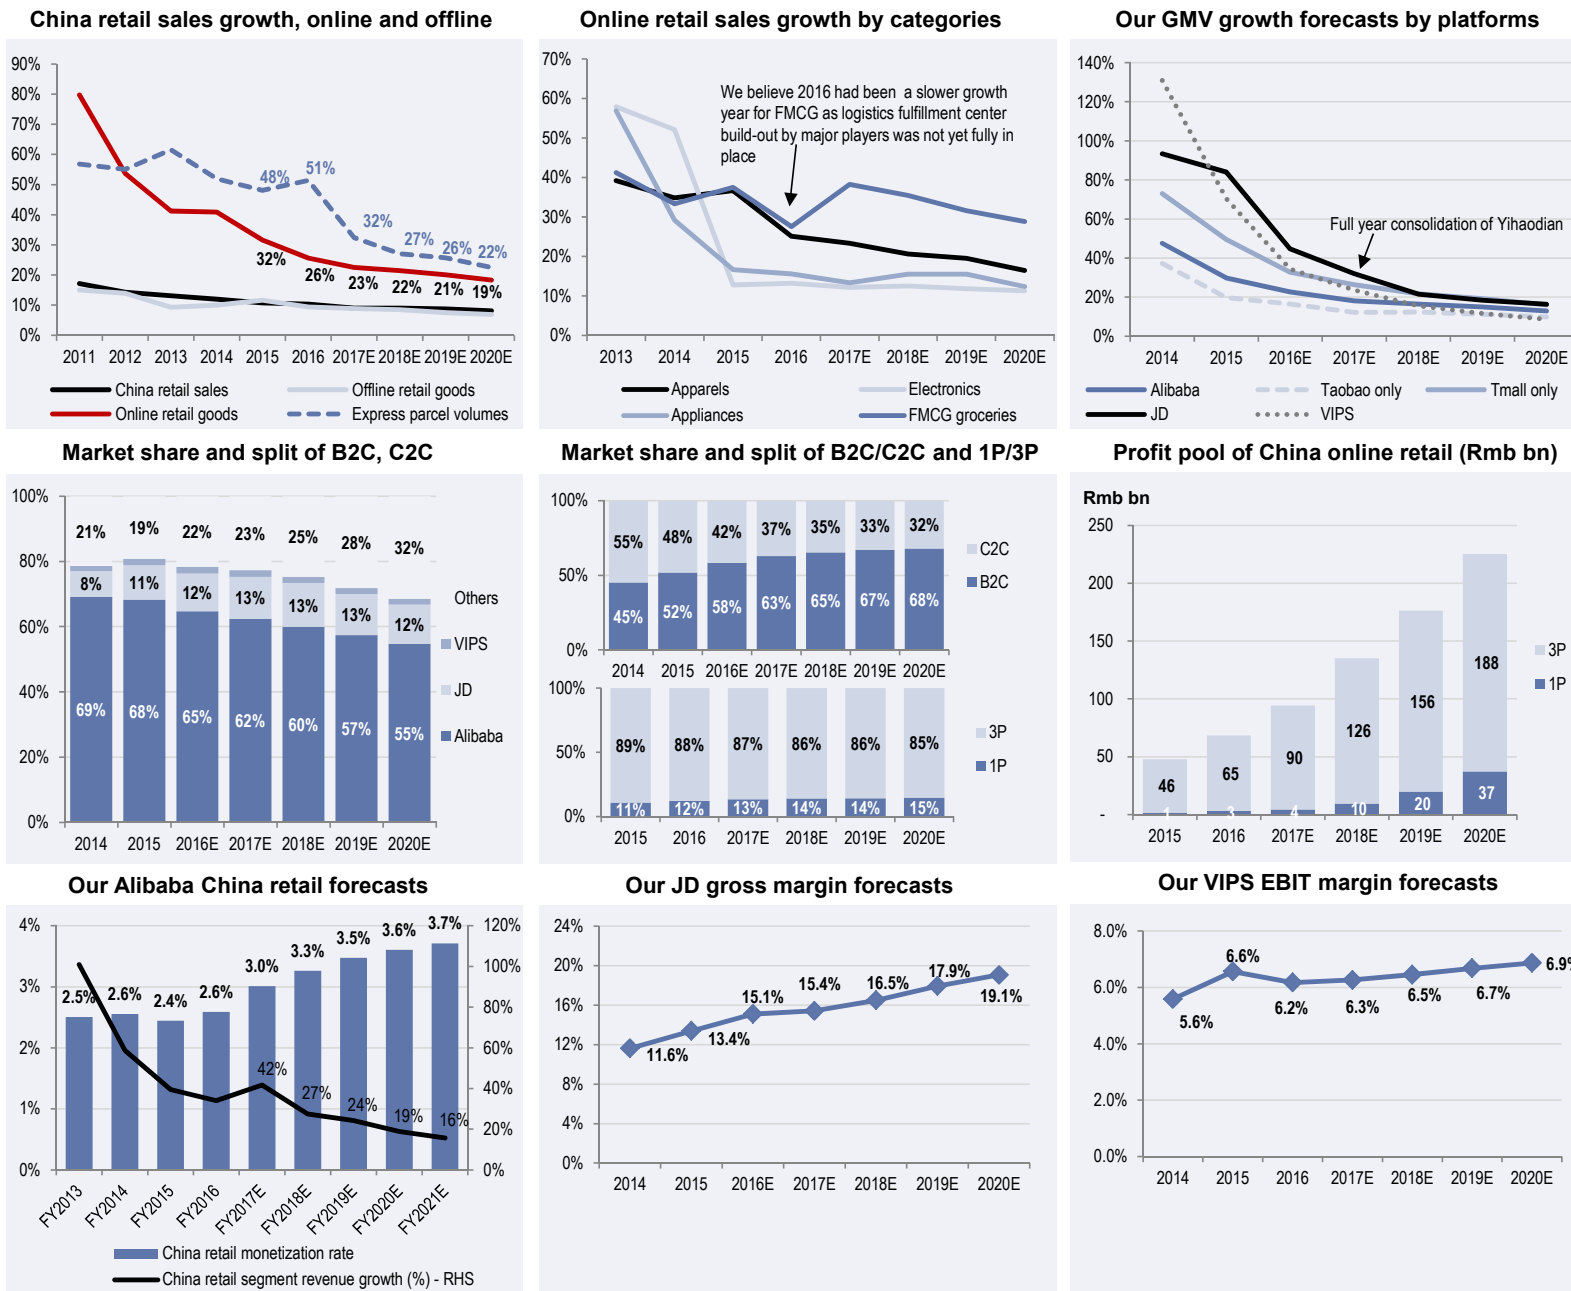 China retail sales growth, online and offline
90%
80%
70%
60%
50%
40%
30%
20%
10%
0%
48%
51%
32%
27%
26%
22%
32%
26%
23%
22%
21%
19%
2011 2012 2013 2014 2015 2016 2017E 2018E 2019E 2020E
China retail sales Offline retail goods
Online retail goods Express parcel volumes
Online retail sales growth by categories
70%
60%
50%
40%
30%
20%
10%
0%
We believe 2016 had been a slower growth
year for FMCG as logistics fulfillment center
build-out by major players was not yet fully in
place
2013 2014 2015 2016 2017E 2018E 2019E 2020E
Apparels Electronics
Appliances FMCG groceries
Our GMV growth forecasts by platforms
140%
120%
100%
80%
60%
40%
20%
0%
Full year consolidation of Yihaodian
2014 2015 2016E 2017E 2018E 2019E 2020E
Alibaba Taobao only Tmall only
JD VIPS
Market share and split of B2C, C2C
100%
80%
60%
40%
20%
0%
21% 19% 22% 23% 25% 28% 32%
8% 11% 12% 13% 13% 13% 12%
69% 68% 65% 62% 60% 57% 55%
Others
VIPS
JD
Alibaba
2014 2015 2016E 2017E 2018E 2019E 2020E
Market share and split of B2C/C2C and 1P/3P
100%
50%
0%
55% 48% 42% 37% 35% 33% 32%
45% 52% 58% 63% 65% 67% 68%
C2C
B2C
2014 2015 2016E 2017E 2018E 2019E 2020E
100%
50%
0%
89% 88% 87% 86% 86% 85%
11% 12% 13% 14% 14% 15%
3P
1P
2015 2016 2017E 2018E 2019E 2020E
Profit pool of China online retail (Rmb bn)
Rmb bn
250
200
150
100
50
-
46 65 90 126 156 188
1 3 4 10 20 37
3P
1P
2015 2016 2017E 2018E 2019E 2020E
Our Alibaba China retail forecasts
4%
3%
2%
1%
0%
120%
100%
80%
60%
40%
20%
0%
2.5% 2.6% 2.4% 2.6% 3.0% 3.3% 3.5% 3.6% 3.7%
42% 27% 24% 19% 16%
FY2013 FY2014 FY2015 FY2016 FY2017E FY2018E FY2019E FY2020E FY2021E
China retail monetization rate
China retail segment revenue growth (%) - RHS
Our JD gross margin forecasts
24%
20%
16%
12%
8%
4%
0%
11.6% 13.4% 15.1% 15.4% 16.5% 17.9% 19.1%
2014 2015 2016E 2017E 2018E 2019E 2020E
Our VIPS EBIT margin forecasts
8.0%
6.0%
4.0%
2.0%
0.0%
5.6% 6.6% 6.2% 6.3% 6.5% 6.7% 6.9%
2014 2015 2016E 2017E 2018E 2019E 2020E